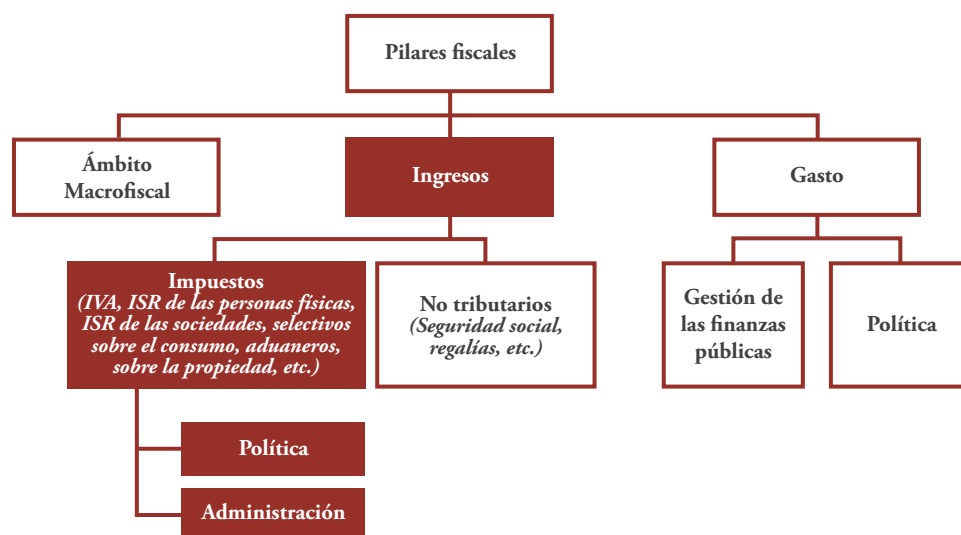 Pilares fiscales
Ámbito
Macrofiscal
Ingresos
Gasto
Impuestos
(IVA, ISR de las personas físicas,
ISR de las sociedades, selectivos
sobre el consumo, aduaneros,
sobre la propiedad, etc.)
No tributarios
(Seguridad social,
regalías, etc.)
Gestión de
las finanzas
públicas
Política
Política
Administración